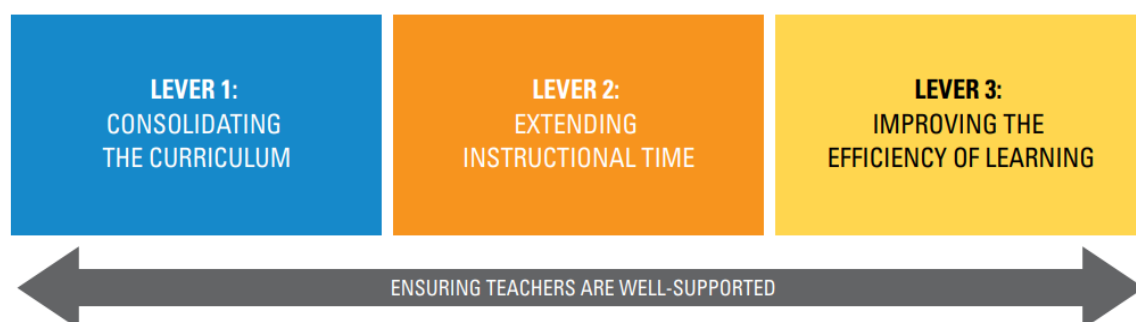 LEVER 1:
CONSOLIDATING
THE CURRICULUM
LEVER 2:
EXTENDING
INSTRUCTIONAL TIME
LEVER 3:
IMPROVING THE
EFFICIENCY OF LEARNING
ENSURING TEACHERS ARE WELL-SUPPORTED